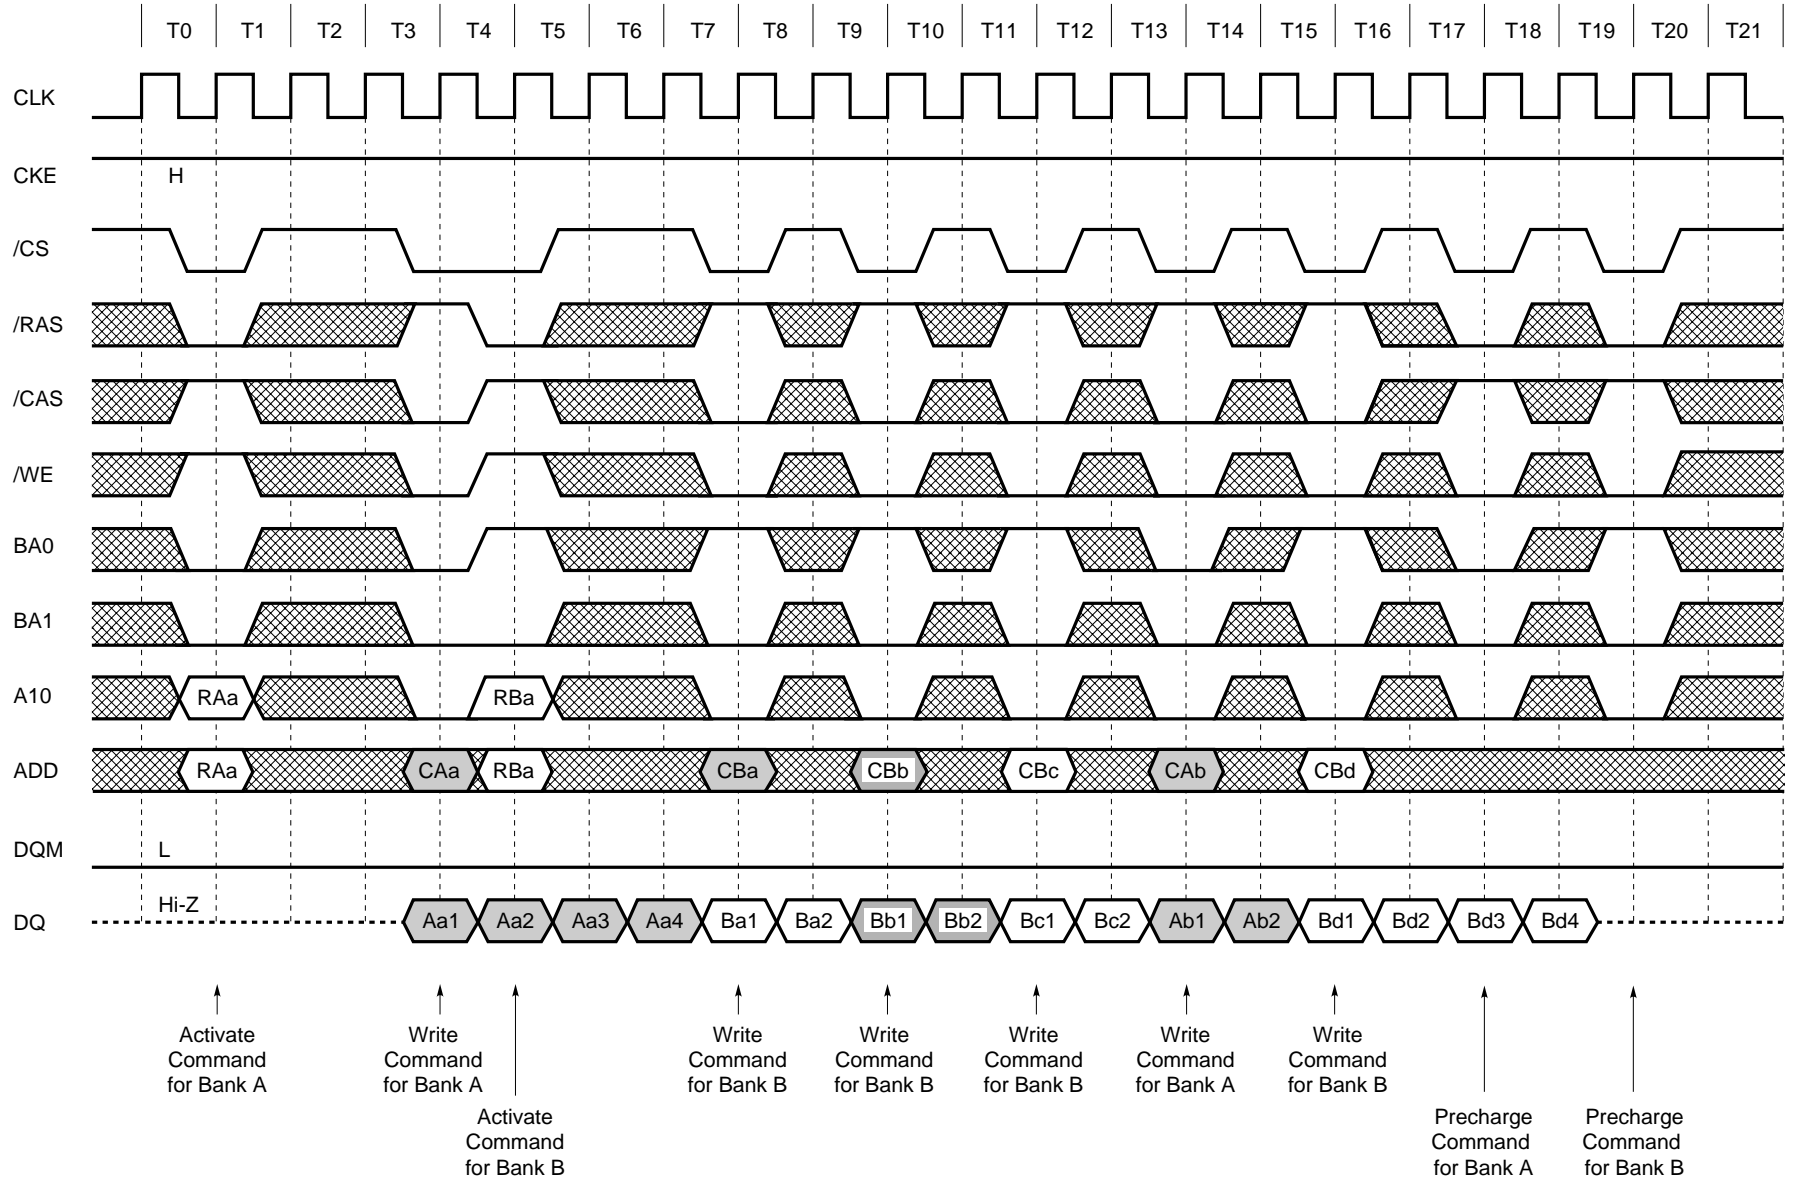 T0 T1 T2 T3 T4 T5 T6 T7 T8 T9 T10 T11 T12 T13 T14 T15 T16 T17 T18 T19 T20 T21
CLK
CKE H
/CS
/RAS
/CAS
/WE
BA0
BA1
A10 RAa RBa
ADD RAa CAa RBa CBa CBb CBc CAb CBd
DQM L
Hi-Z
DQ Aa1 Aa2 Aa3 Aa4 Ba1 Ba2 Bb1 Bb2 Bc1 Bc2 Ab1 Ab2 Bd1 Bd2 Bd3 Bd4
Activate
Command
for Bank A
Write
Command
for Bank A
Activate
Command
for Bank B
Write
Command
for Bank B
Write
Command
for Bank B
Write
Command
for Bank B
Write
Command
for Bank A
Write
Command
for Bank B
Precharge
Command
for Bank A
Precharge
Command
for Bank B